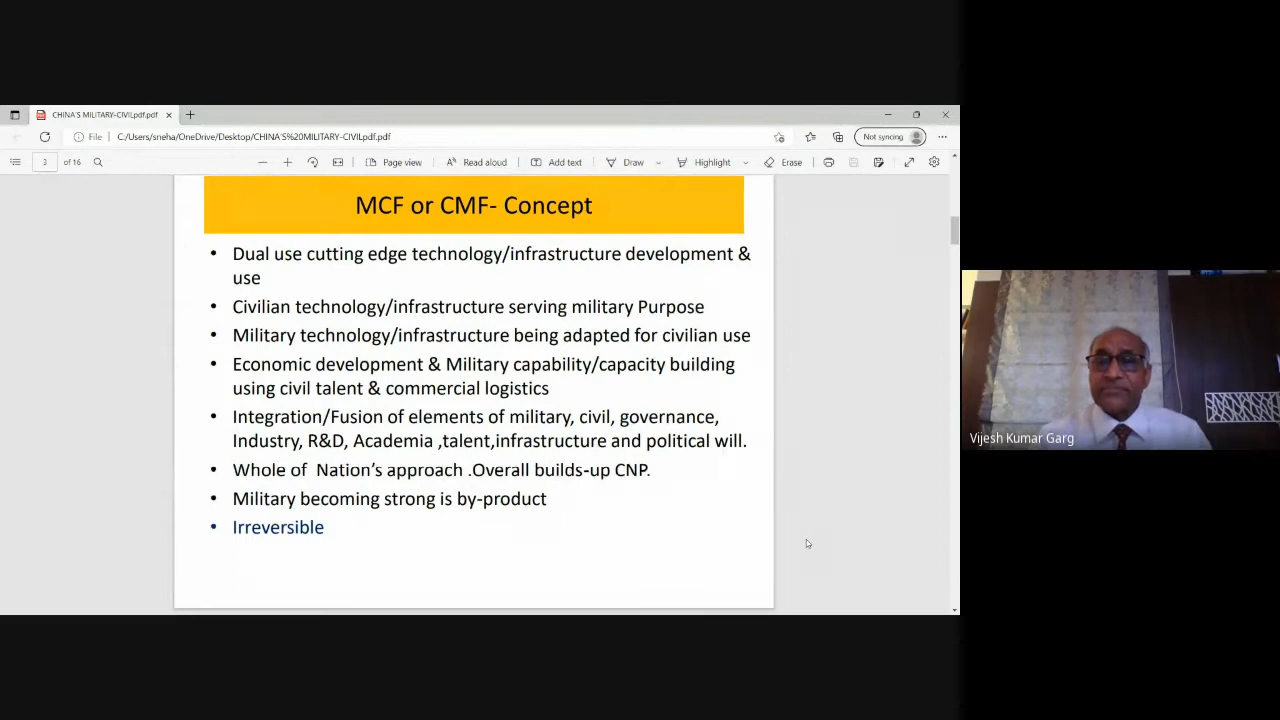 CHINA'S MILITARY-CIVILpdf.pdf
File
C:/Users/sneha/OneDrive/Desktop/CHINA'S%20MILITARY-CIVILpdf.pdf
Not syncing
3 of 16
Page view
Read aloud
Add text
Draw
Highlight
Erase
MCF or CMF- Concept
• Dual use cutting edge technology/infrastructure development &
use
• Civilian technology/infrastructure serving military Purpose
• Military technology/infrastructure being adapted for civilian use
• Economic development & Military capability/capacity building
using civil talent & commercial logistics
• Integration/Fusion of elements of military, civil, governance,
Industry, R&D, Academia ,talent,infrastructure and political will.
• Whole of Nation's approach .Overall builds-up CNP.
• Military becoming strong is by-product
• Irreversible
Vijesh Kumar Garg